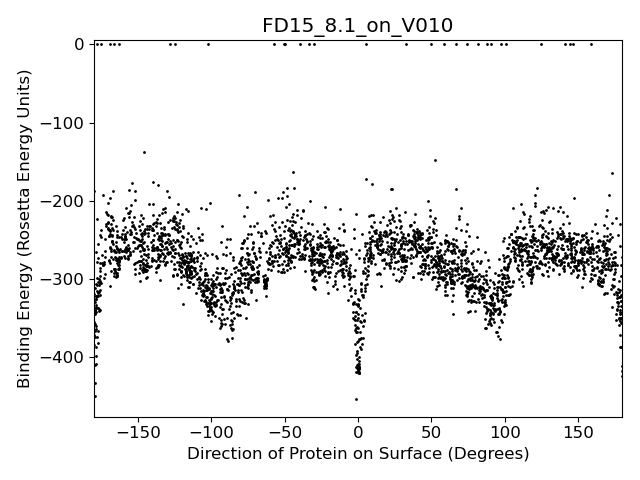 FD15_8.1_on_V010
Binding Energy (Rosetta Energy Units)
0
−100
−200
−300
−400
−150 −100 −50 0 50 100 150
Direction of Protein on Surface (Degrees)